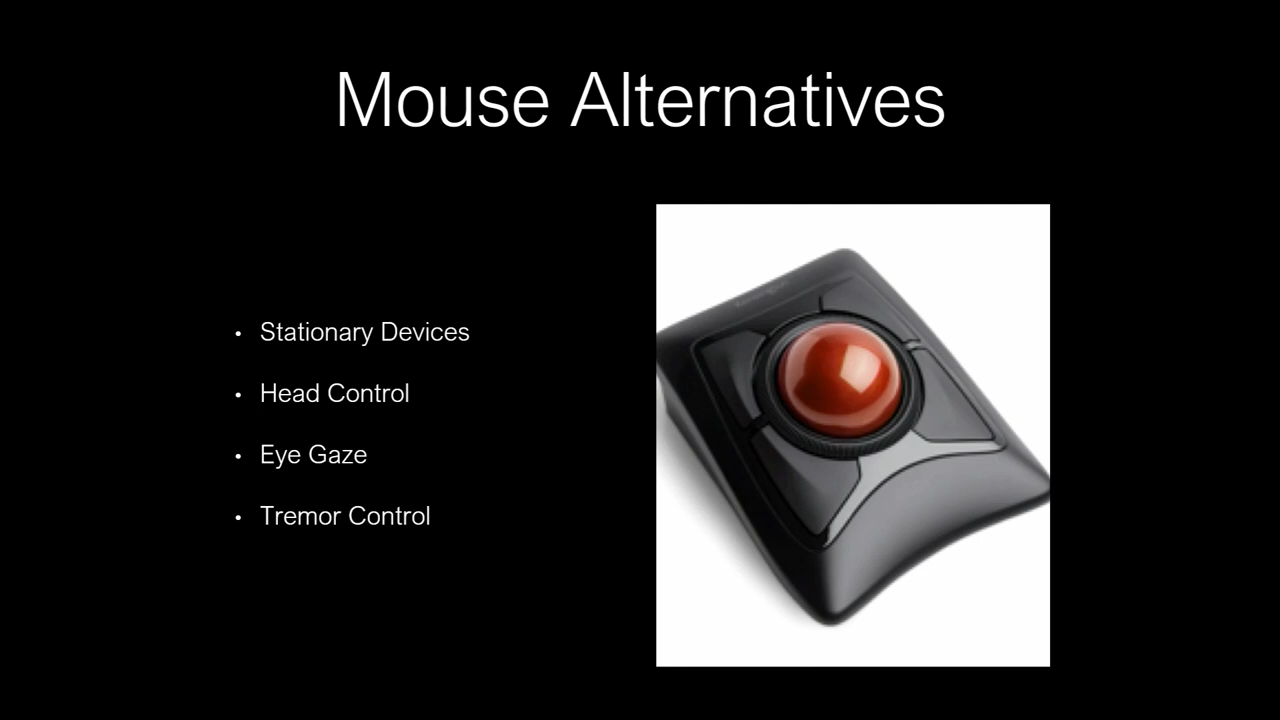 Mouse Alternatives
• Stationary Devices
• Head Control
• Eye Gaze
• Tremor Control